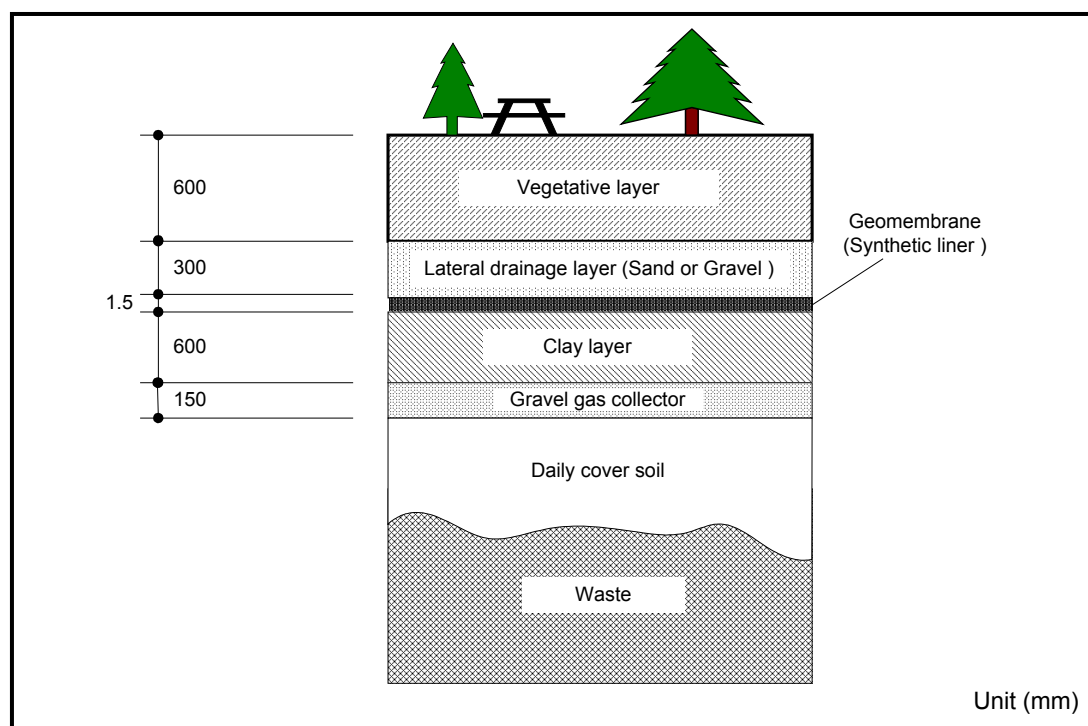 600
Vegetative layer
Geomembrane
(Synthetic liner )
300
Lateral drainage layer (Sand or Gravel )
1.5
600
Clay layer
150
Gravel gas collector
Daily cover soil
Waste
Unit (mm)